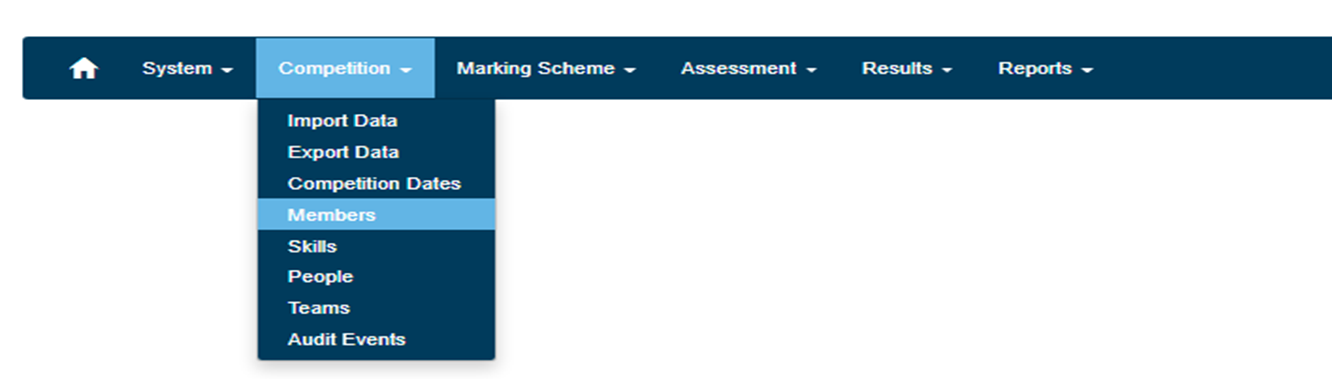 System Competition Marking Scheme Assessment Results Reports
Import Data
Export Data
Competition Dates
Members
Skills
People
Teams
Audit Events